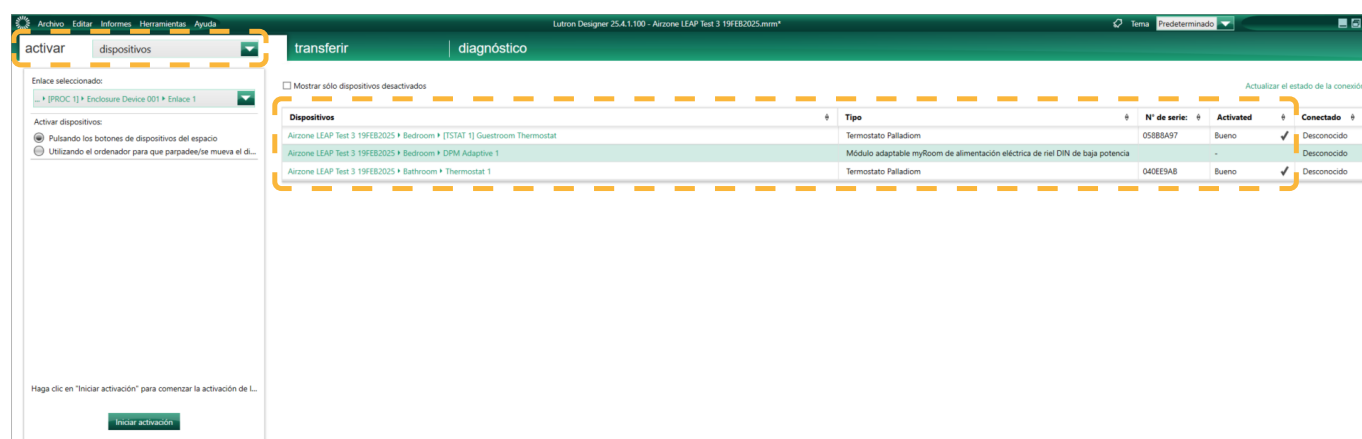 Archivo Editar Informes Herramientas Ayuda
Lutron Designer 25.4.1.100 - Airzone LEAP Test 3 19FEB2025.mrm*
Tema Predeterminado
activar dispositivos transferir diagnóstico
Enlace seleccionado:
... ▸ [PROC 1] ▸ Enclosure Device 001 ▸ Enlace 1
Activar dispositivos:
Pulsando los botones de dispositivos del espacio
Utilizando el ordenador para que parpadee/se mueva el di...
Haga clic en "Iniciar activación" para comenzar la activación de l...
Iniciar activación
Mostrar sólo dispositivos desactivados
Actualizar el estado de la conexión
Dispositivos Tipo N° de serie: Activated Conectado
Airzone LEAP Test 3 19FEB2025 ▸ Bedroom ▸ [TSTAT 1] Guestroom Thermostat Termostato Palladiom 058B8A97 Bueno ✓ Desconocido
Airzone LEAP Test 3 19FEB2025 ▸ Bedroom ▸ DPM Adaptive 1 Módulo adaptable myRoom de alimentación eléctrica de riel DIN de baja potencia - Desconocido
Airzone LEAP Test 3 19FEB2025 ▸ Bathroom ▸ Thermostat 1 Termostato Palladiom 040EE9AB Bueno ✓ Desconocido